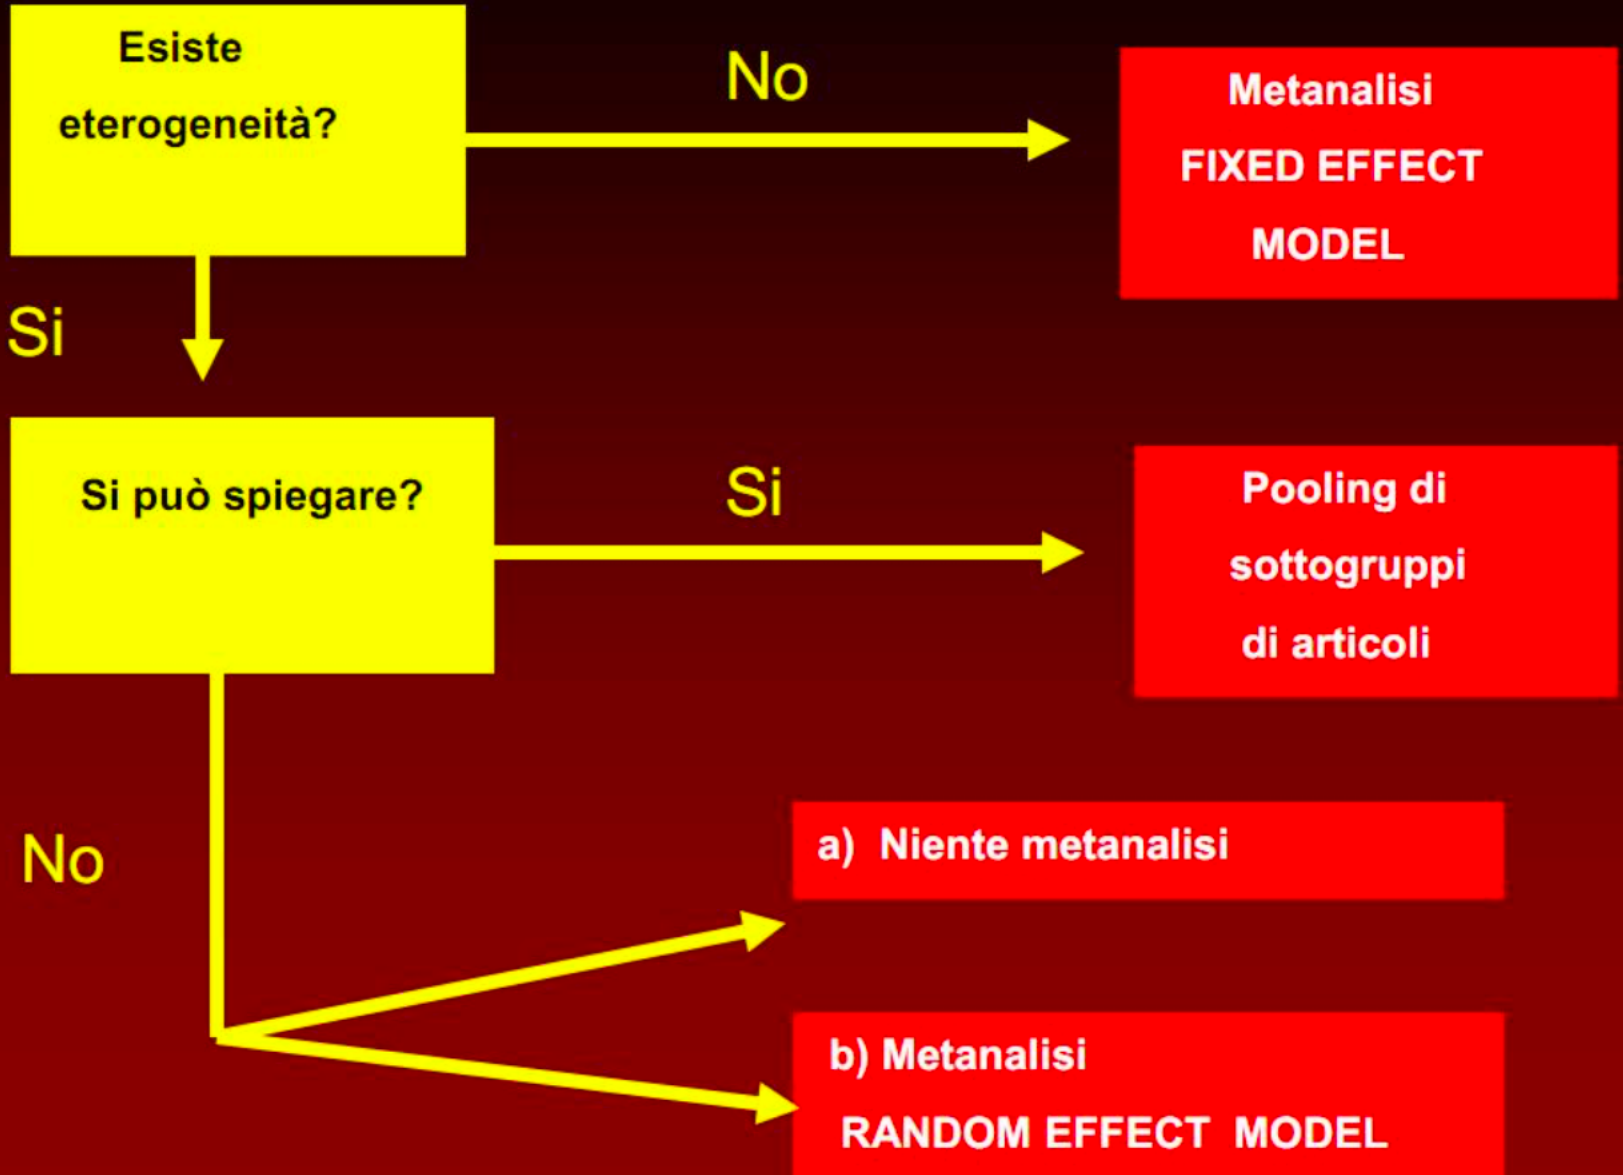 Esiste
eterogeneità?
No
Metanalisi
FIXED EFFECT
MODEL
Si
Si può spiegare?
Si
Pooling di
sottogruppi
di articoli
No
a) Niente metanalisi
b) Metanalisi
RANDOM EFFECT MODEL